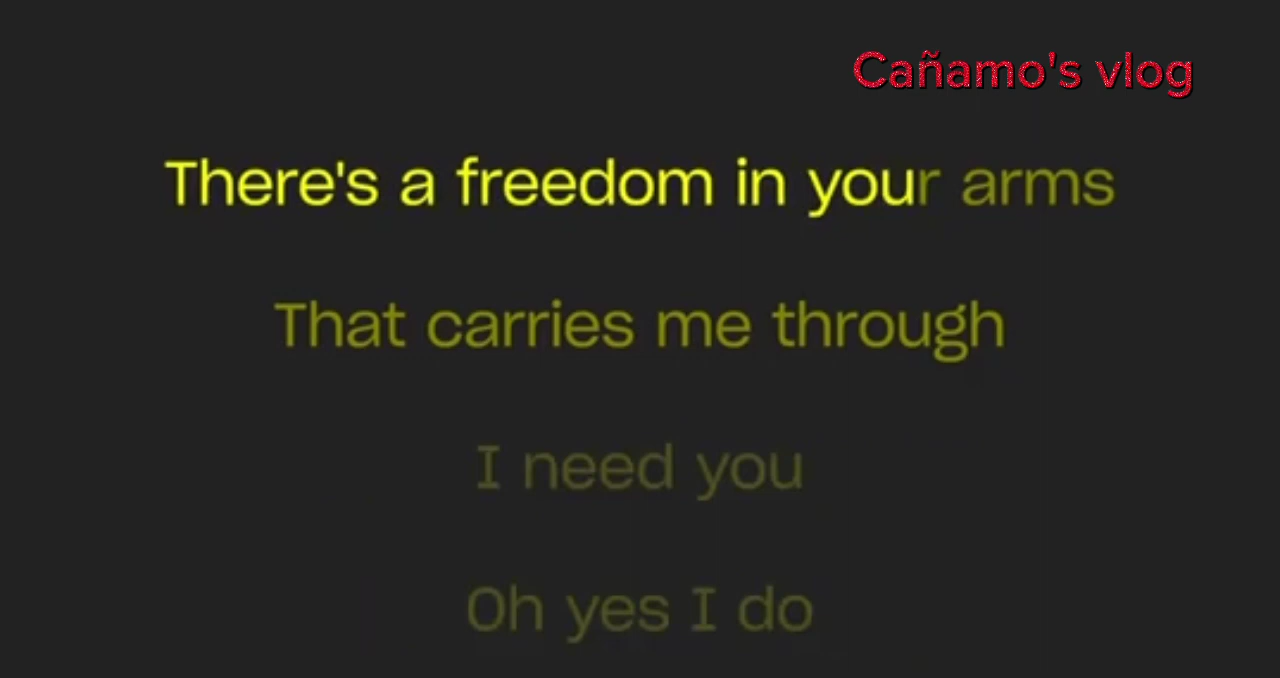 Cañamo's vlog
There's a freedom in your arms
That carries me through
I need you
Oh yes I do